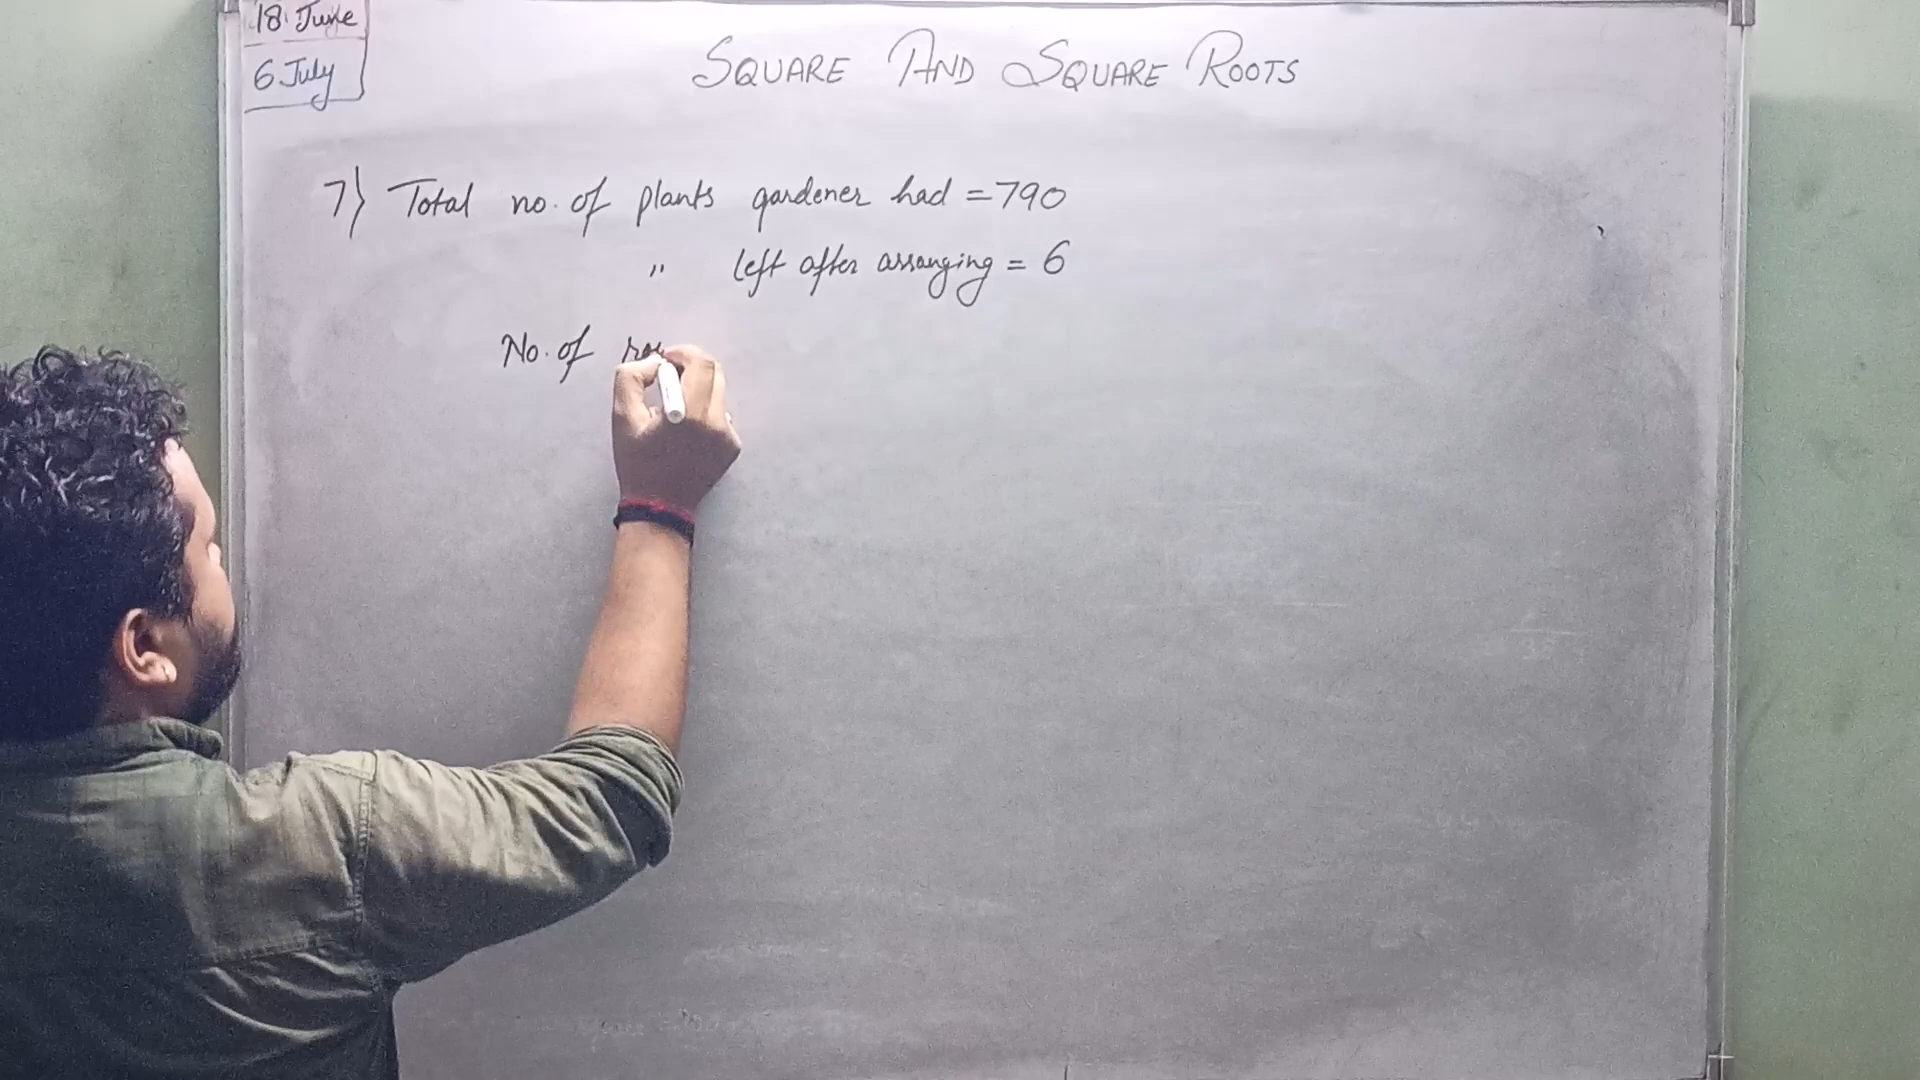 18 June
6 July
SQUARE AND SQUARE ROOTS
7) Total no. of plants gardener had = 790
" left after arranging = 6
No. of